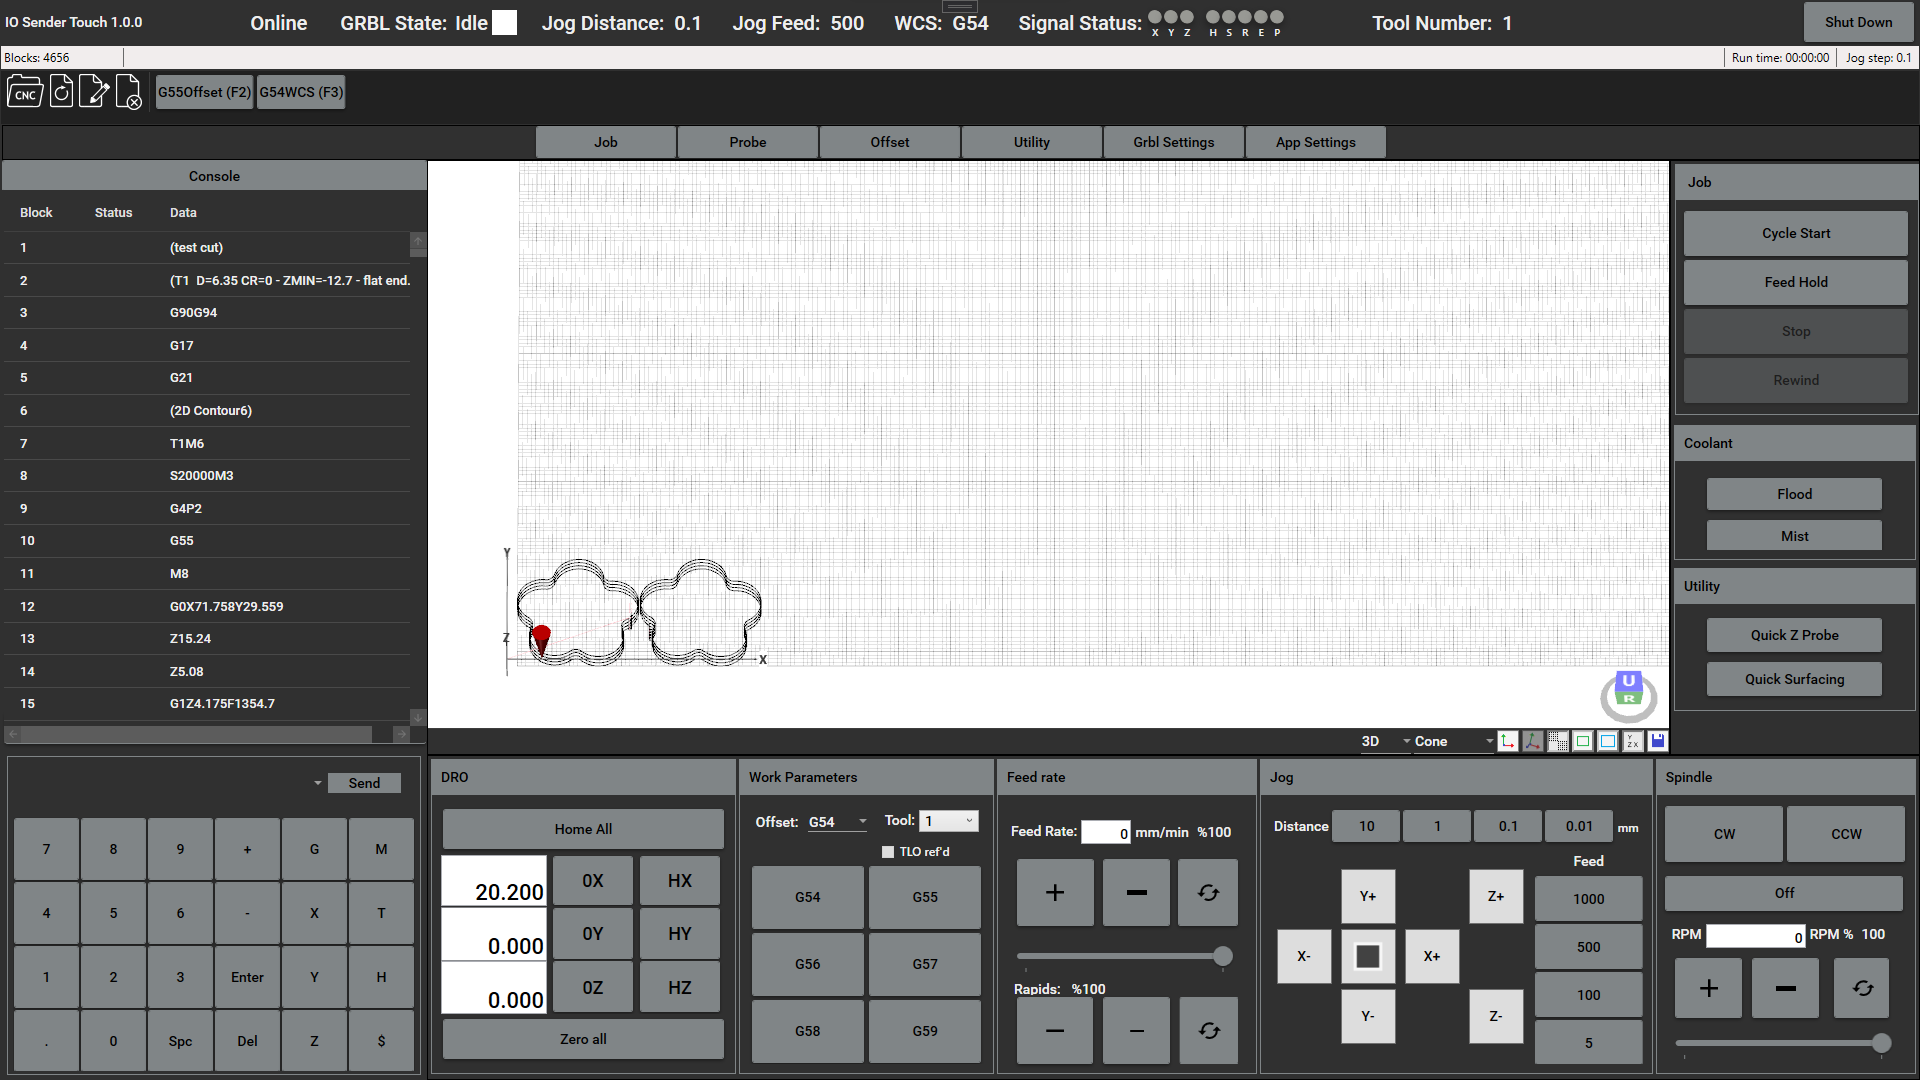 IO Sender Touch 1.0.0
Online
GRBL State: Idle
Jog Distance: 0.1
Jog Feed: 500
WCS: G54
Signal Status:
X Y Z
H S R E P
Tool Number: 1
Shut Down
Blocks: 4656
Run time: 00:00:00
Jog step: 0.1
CNC
G55Offset (F2)
G54WCS (F3)
Job
Probe
Offset
Utility
Grbl Settings
App Settings
Console
Block Status Data
1 (test cut)
2 (T1 D=6.35 CR=0 - ZMIN=-12.7 - flat end.
3 G90G94
4 G17
5 G21
6 (2D Contour6)
7 T1M6
8 S20000M3
9 G4P2
10 G55
11 M8
12 G0X71.758Y29.559
13 Z15.24
14 Z5.08
15 G1Z4.175F1354.7
Y
Z
X
U
R
3D
Cone
Y
Z X
Job
Cycle Start
Feed Hold
Stop
Rewind
Coolant
Flood
Mist
Utility
Quick Z Probe
Quick Surfacing
Send
7 8 9 + G M
4 5 6 - X T
1 2 3 Enter Y H
. 0 Spc Del Z $
DRO
Home All
20.200 0X HX
0.000 0Y HY
0.000 0Z HZ
Zero all
Work Parameters
Offset: G54 Tool: 1
TLO ref'd
G54 G55
G56 G57
G58 G59
Feed rate
Feed Rate: 0 mm/min %100
+ −
Rapids: %100
− −
Jog
Distance 10 1 0.1 0.01 mm
Feed
Y+ Z+ 1000
500
X- X+
100
Y- Z-
5
Spindle
CW CCW
Off
RPM 0 RPM % 100
+ −